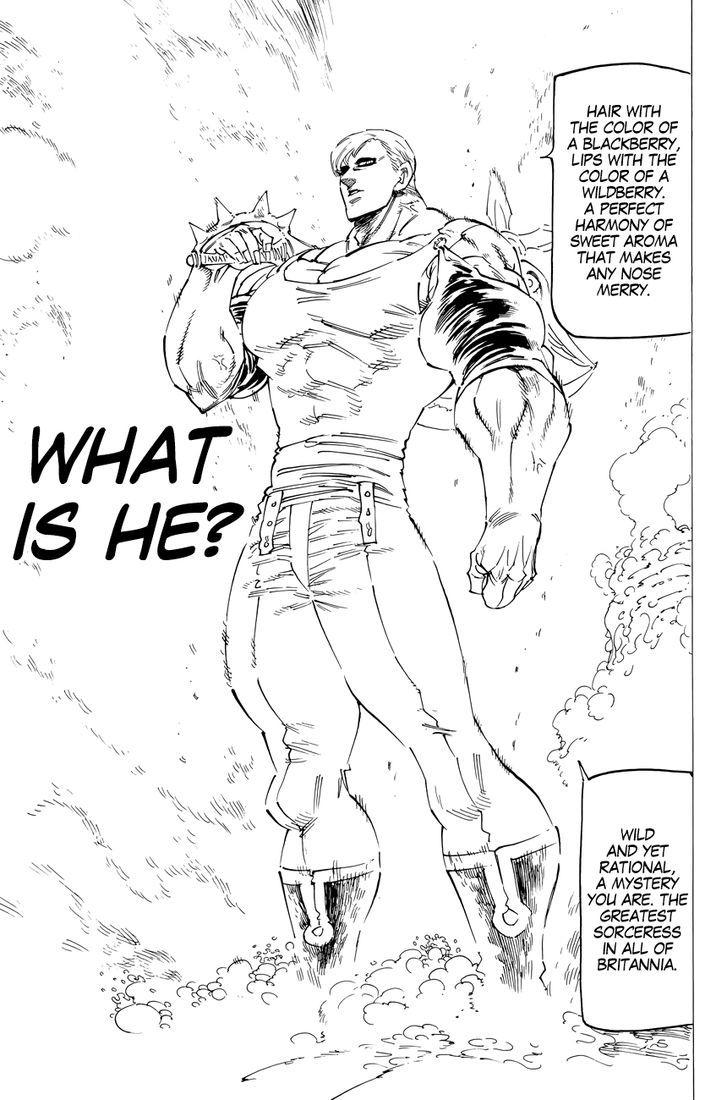 HAIR WITH
THE COLOR OF
A BLACKBERRY,
LIPS WITH THE
COLOR OF A
WILDBERRY.
A PERFECT
HARMONY OF
SWEET AROMA
THAT MAKES
ANY NOSE
MERRY.
WHAT
IS HE?
WILD
AND YET
RATIONAL,
A MYSTERY
YOU ARE. THE
GREATEST
SORCERESS
IN ALL OF
BRITANNIA.